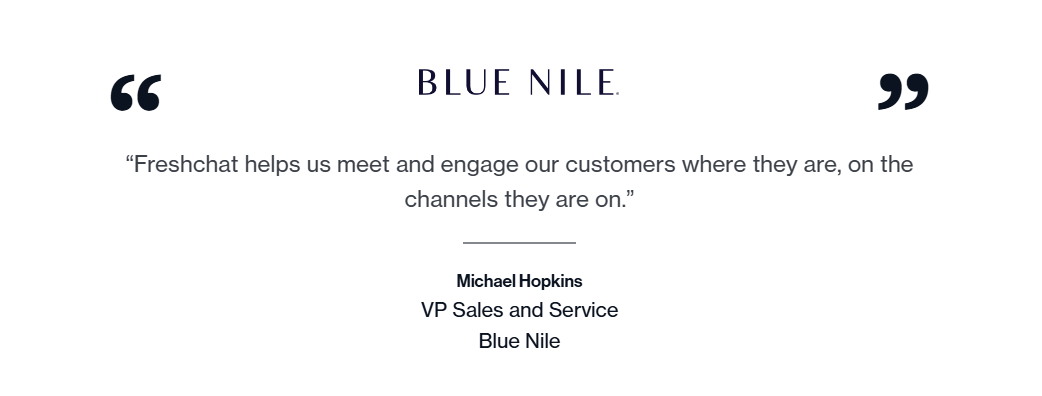 “ BLUE NILE. ”
“Freshchat helps us meet and engage our customers where they are, on the
channels they are on.”
Michael Hopkins
VP Sales and Service
Blue Nile